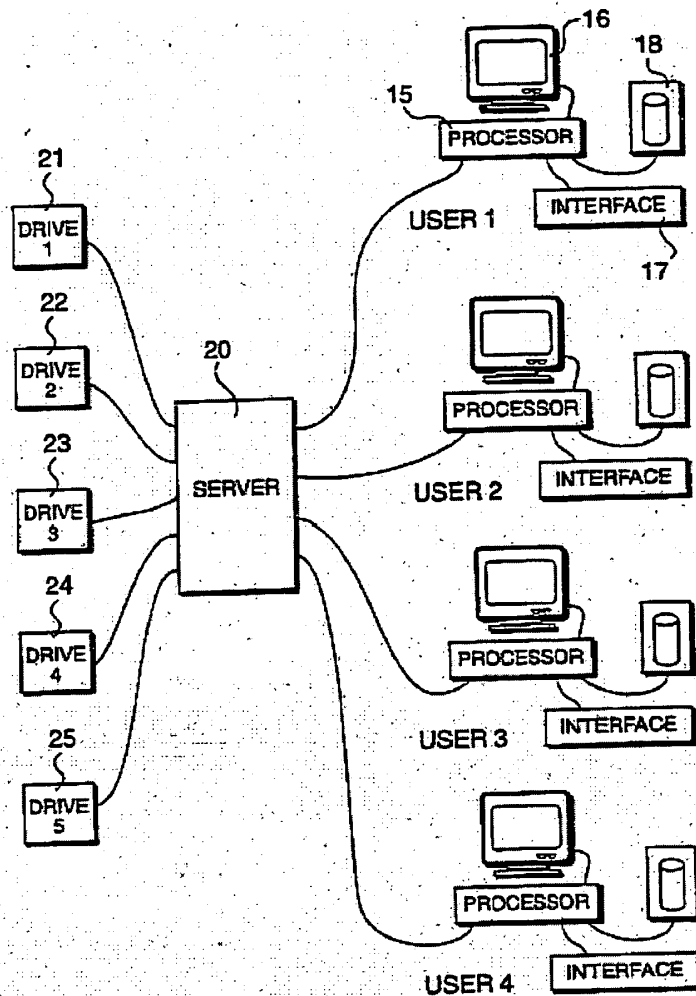 16
18
15
PROCESSOR
INTERFACE
USER 1
17
21
DRIVE
1
22
DRIVE
2
20
SERVER
PROCESSOR
INTERFACE
USER 2
23
DRIVE
3
24
DRIVE
4
PROCESSOR
INTERFACE
USER 3
25
DRIVE
5
PROCESSOR
INTERFACE
USER 4